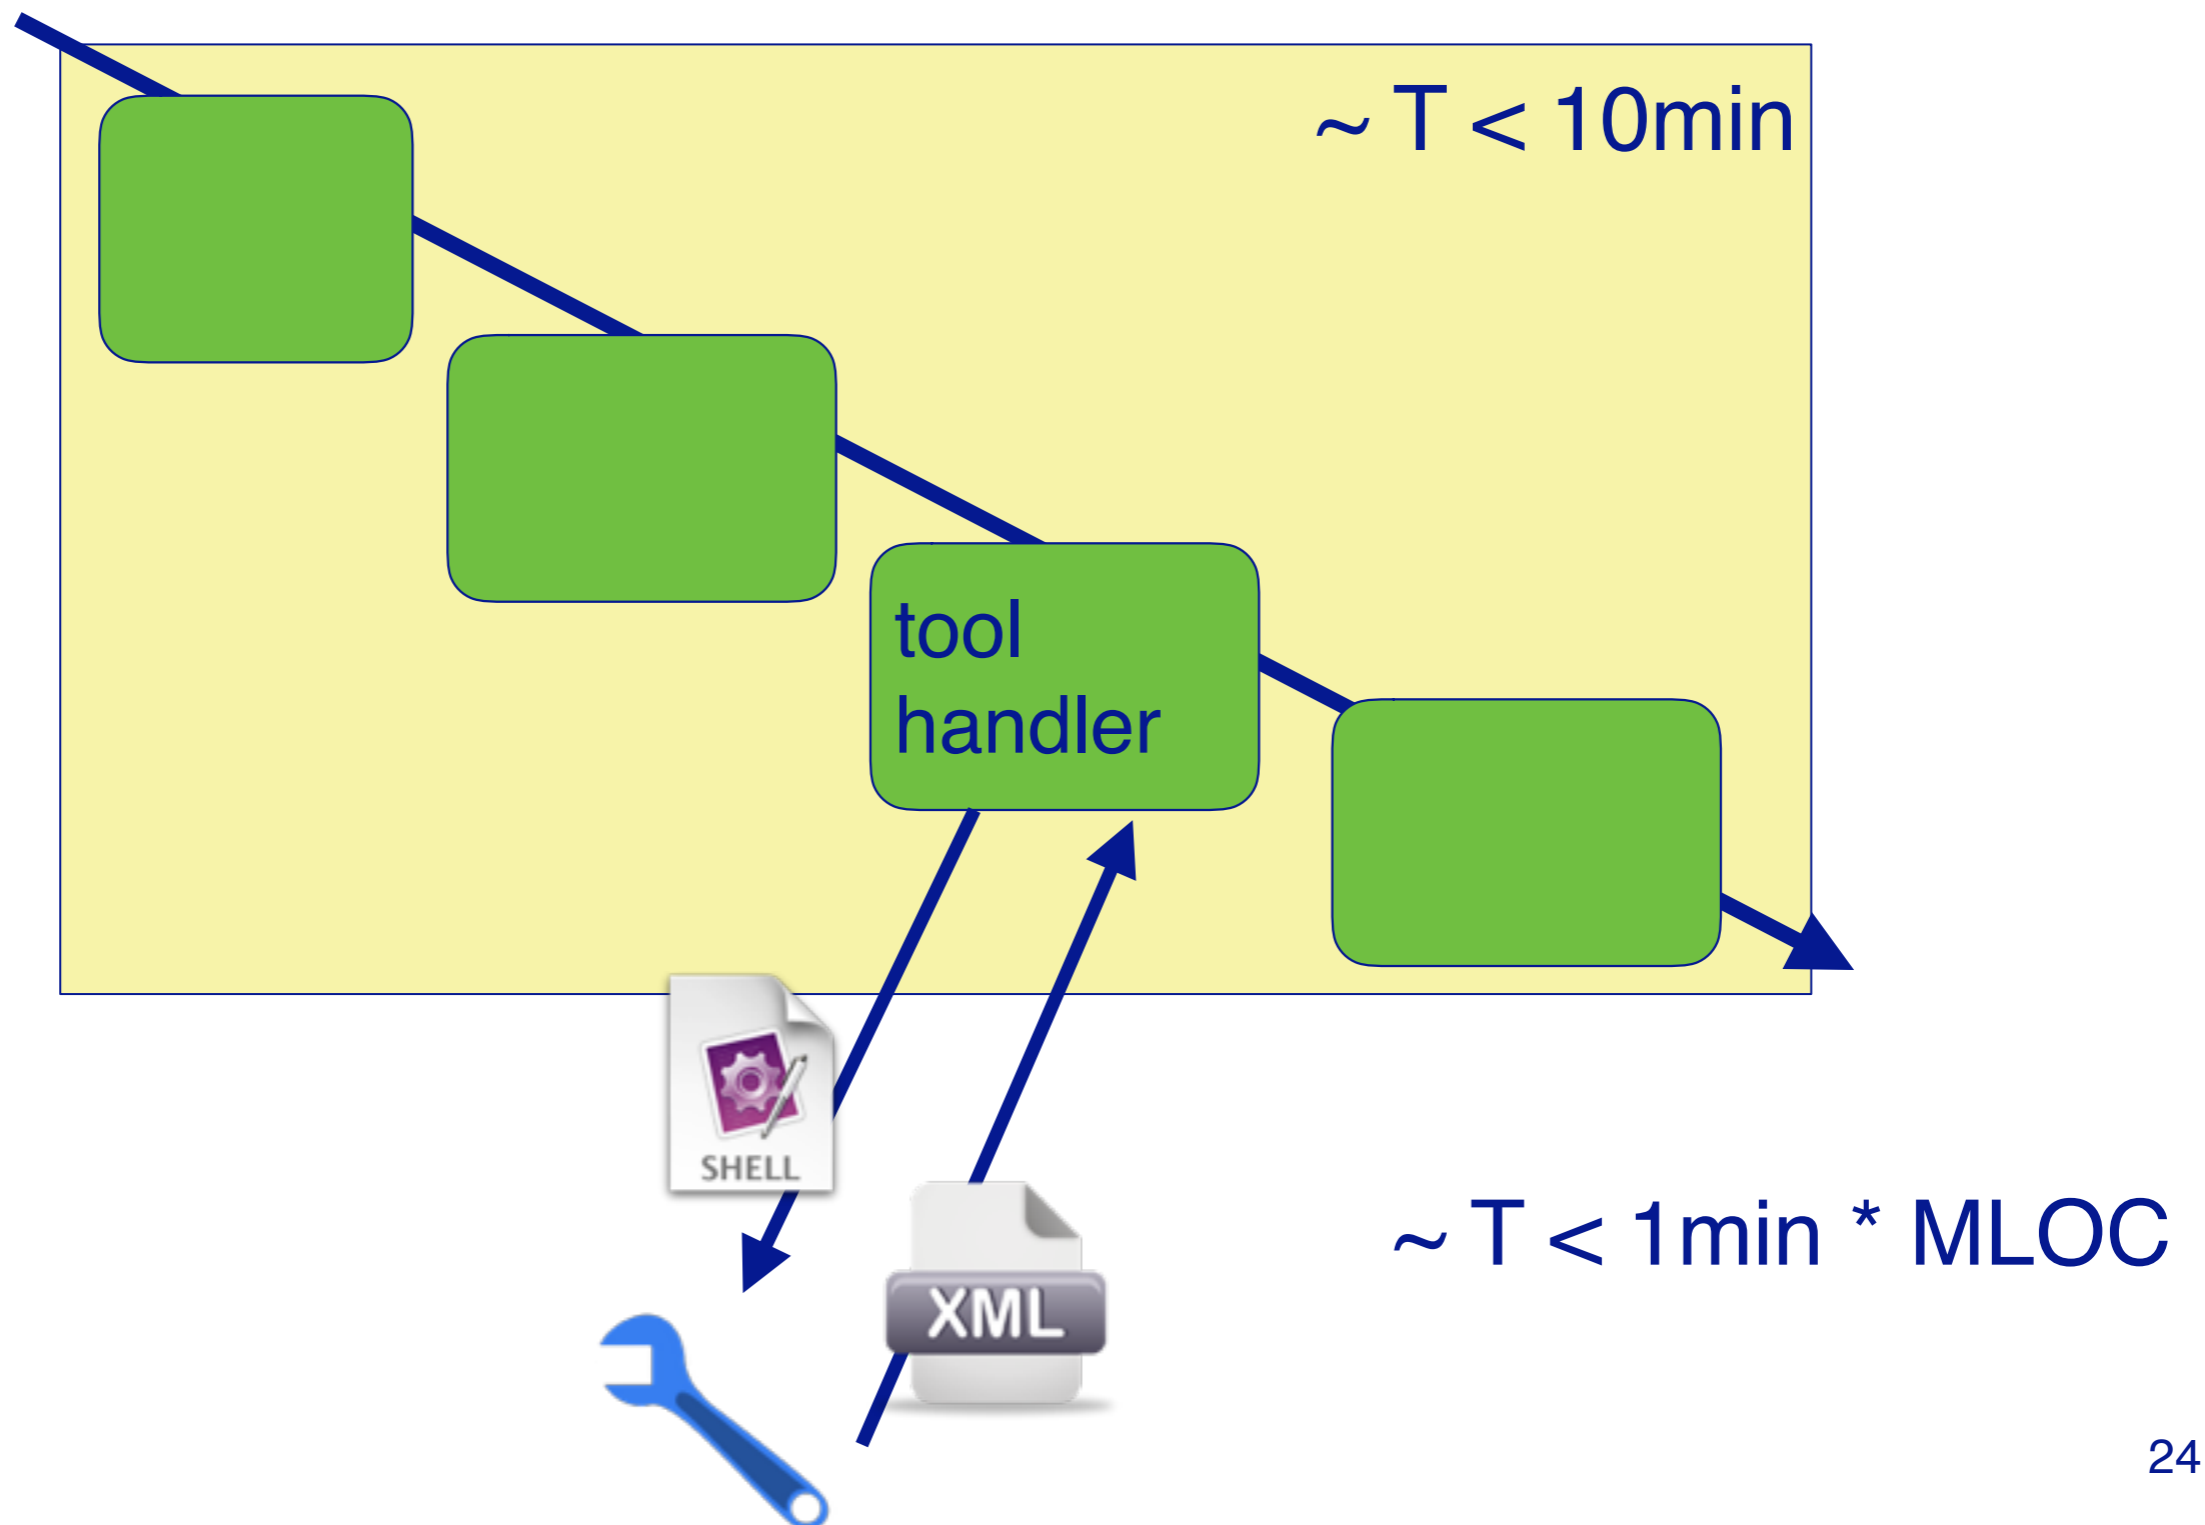 ~ T < 10min
tool
handler
SHELL
~ T < 1min * MLOC
XML
24